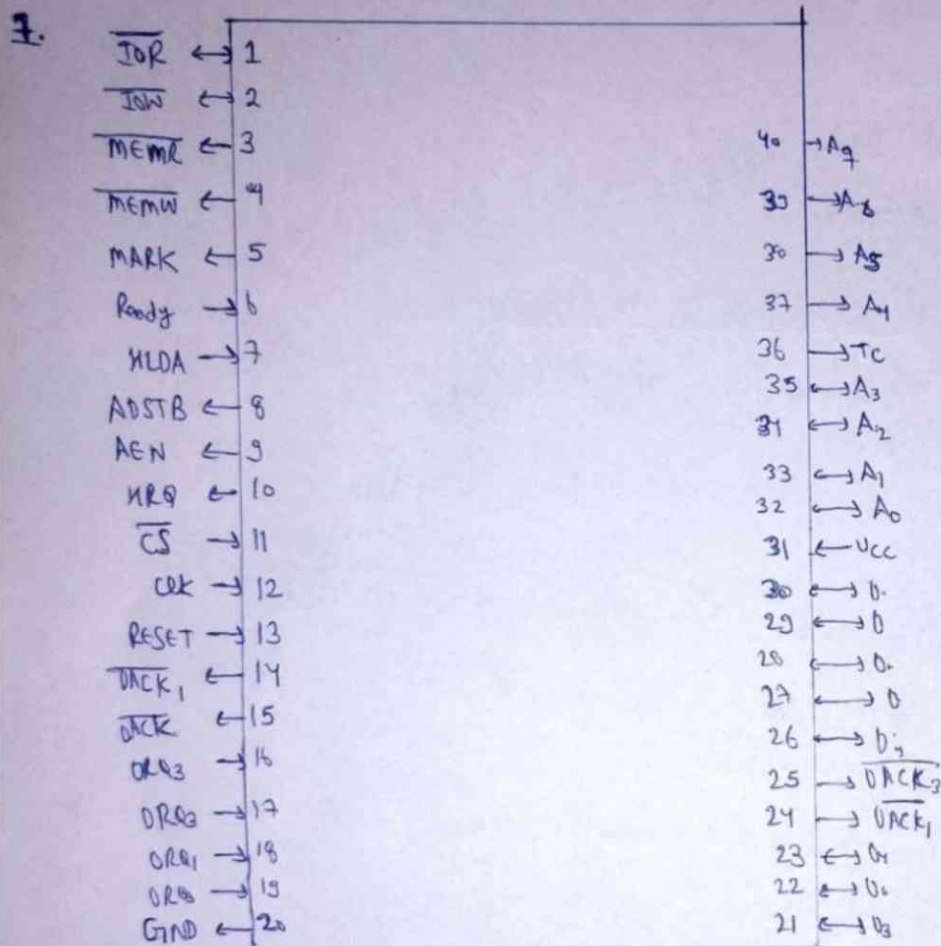 IOR ↔ 1
IOW ↔ 2
MEMR ← 3
MEMW ← 4
MARK ← 5
Ready → 6
HLDA → 7
ADSTB ← 8
AEN ← 9
HRQ ← 10
CS → 11
CLK → 12
RESET → 13
DACK1 ← 14
DACK ← 15
DRQ3 → 16
DRQ3 → 17
DRQ1 → 18
DRQ → 19
GND ← 20
40 → A7
39 → A6
38 → A5
37 → A4
36 → TC
35 ↔ A3
34 ↔ A2
33 ↔ A1
32 ↔ A0
31 ← VCC
30 ↔ D.
29 ↔ D
28 ↔ D.
27 ↔ D
26 ↔
25 → DACK3
24 → DACK1
23 ↔
22 ↔
21 ↔ D3